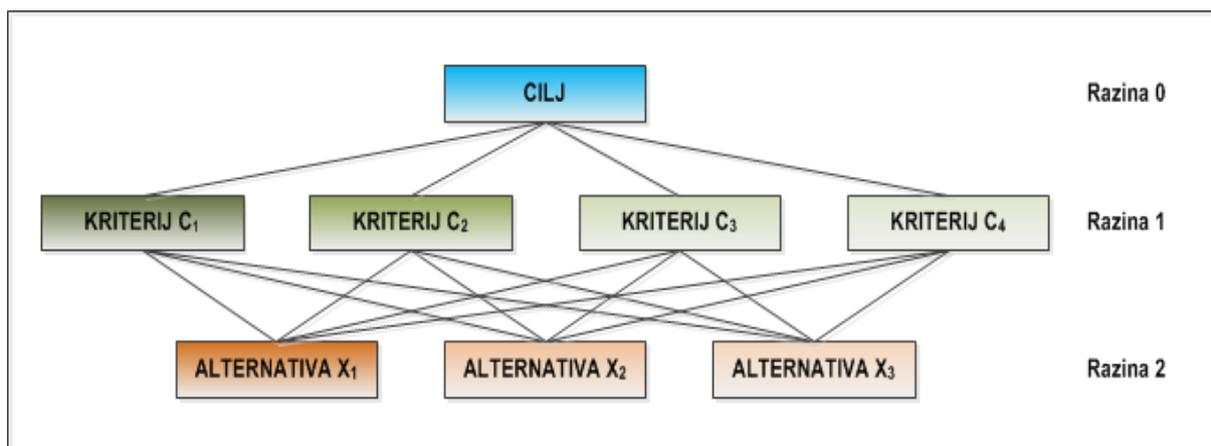 CILJ Razina 0
KRITERIJ C₁ KRITERIJ C₂ KRITERIJ C₃ KRITERIJ C₄ Razina 1
ALTERNATIVA X₁ ALTERNATIVA X₂ ALTERNATIVA X₃ Razina 2